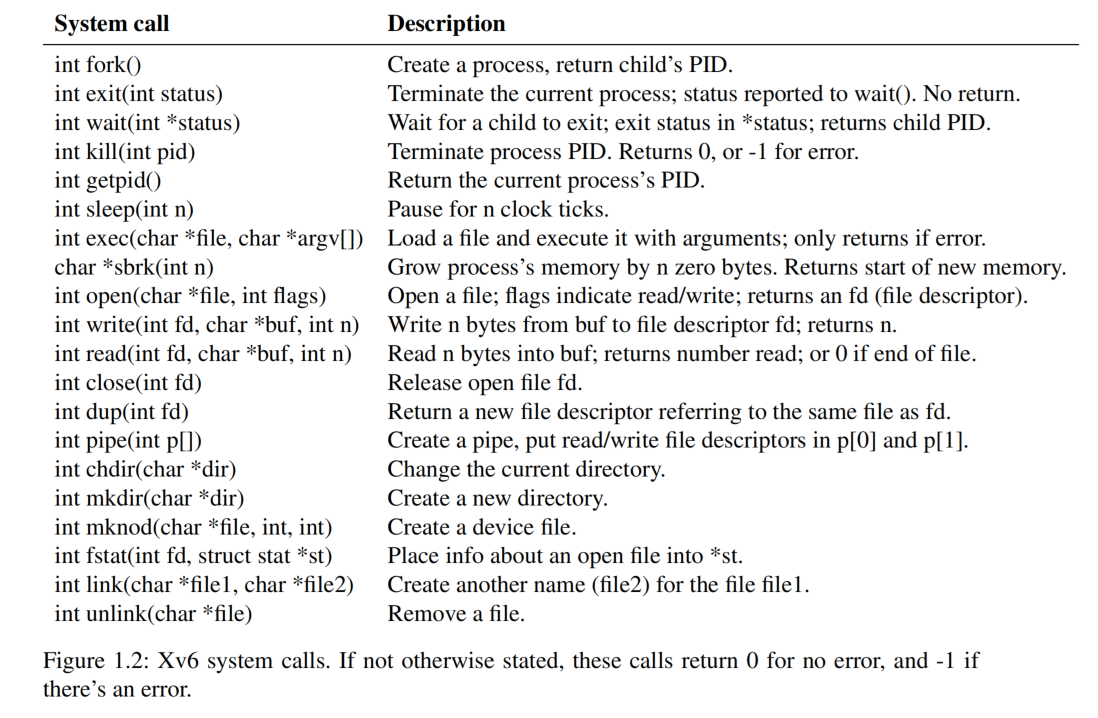 System call Description
int fork() Create a process, return child's PID.
int exit(int status) Terminate the current process; status reported to wait(). No return.
int wait(int *status) Wait for a child to exit; exit status in *status; returns child PID.
int kill(int pid) Terminate process PID. Returns 0, or -1 for error.
int getpid() Return the current process's PID.
int sleep(int n) Pause for n clock ticks.
int exec(char *file, char *argv[]) Load a file and execute it with arguments; only returns if error.
char *sbrk(int n) Grow process's memory by n zero bytes. Returns start of new memory.
int open(char *file, int flags) Open a file; flags indicate read/write; returns an fd (file descriptor).
int write(int fd, char *buf, int n) Write n bytes from buf to file descriptor fd; returns n.
int read(int fd, char *buf, int n) Read n bytes into buf; returns number read; or 0 if end of file.
int close(int fd) Release open file fd.
int dup(int fd) Return a new file descriptor referring to the same file as fd.
int pipe(int p[]) Create a pipe, put read/write file descriptors in p[0] and p[1].
int chdir(char *dir) Change the current directory.
int mkdir(char *dir) Create a new directory.
int mknod(char *file, int, int) Create a device file.
int fstat(int fd, struct stat *st) Place info about an open file into *st.
int link(char *file1, char *file2) Create another name (file2) for the file file1.
int unlink(char *file) Remove a file.
Figure 1.2: Xv6 system calls. If not otherwise stated, these calls return 0 for no error, and -1 if
there's an error.